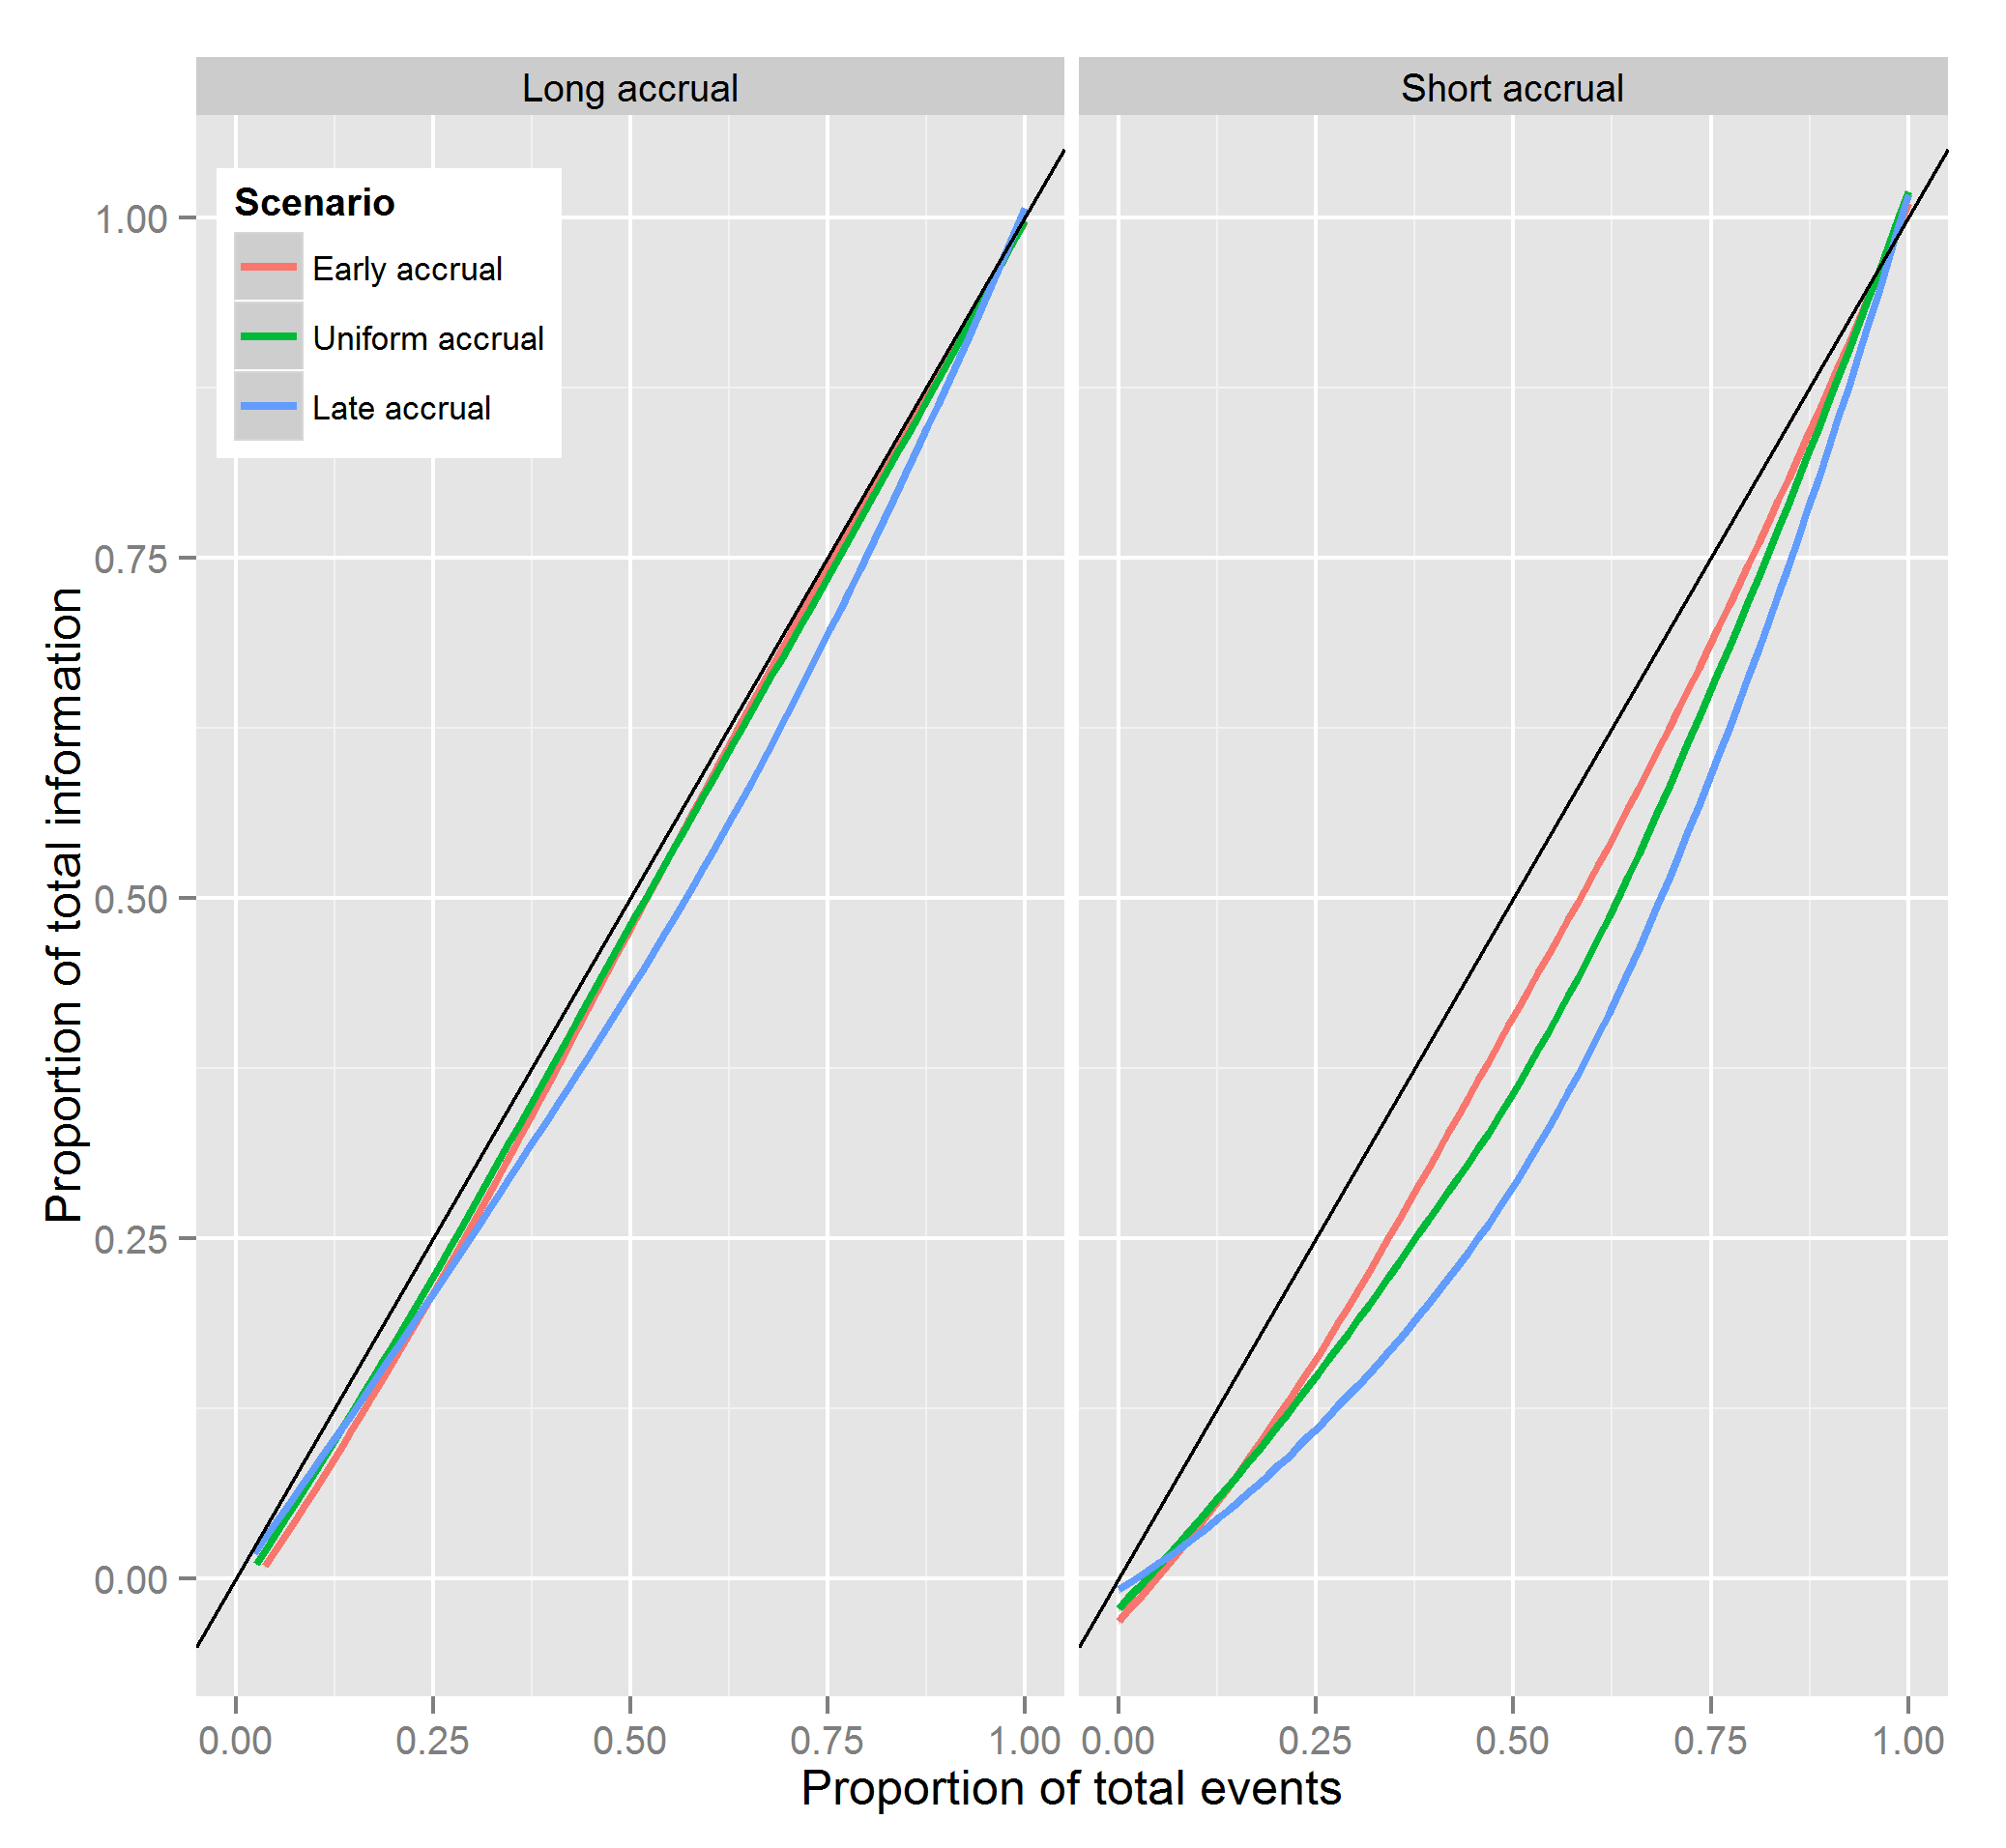 Long accrual
Short accrual
Scenario
Early accrual
Uniform accrual
Late accrual
1.00
0.75
0.50
0.25
0.00
Proportion of total information
0.00 0.25 0.50 0.75 1.00
0.00 0.25 0.50 0.75 1.00
Proportion of total events